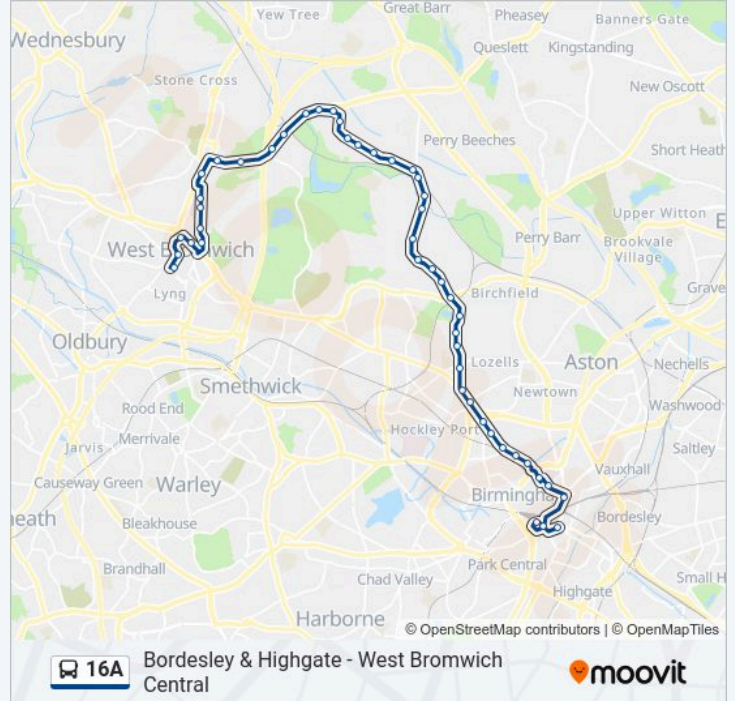 Great Barr
Yew Tree
Pheasey
Banners Gate
Wednesbury
Queslett
Kingstanding
Stone Cross
New Oscott
Perry Beeches
Short Heath
Upper Witton
E
West Bromwich
Perry Barr
Brookvale
Village
Lyng
Birchfield
Grave
Oldbury
Lozells
Aston
Nechells
Smethwick
Newtown
Rood End
Washwood
Hockley Port
Merrivale
Jarvis
Saltley
Vauxhall
Causeway Green
Warley
Birmingha
eath
Bleakhouse
Bordesley
Park Central
Brandhall
Chad Valley
Small H
Highgate
Harborne
© OpenStreetMap contributors | © OpenMapTiles
16A
Bordesley & Highgate - West Bromwich
Central
moovit